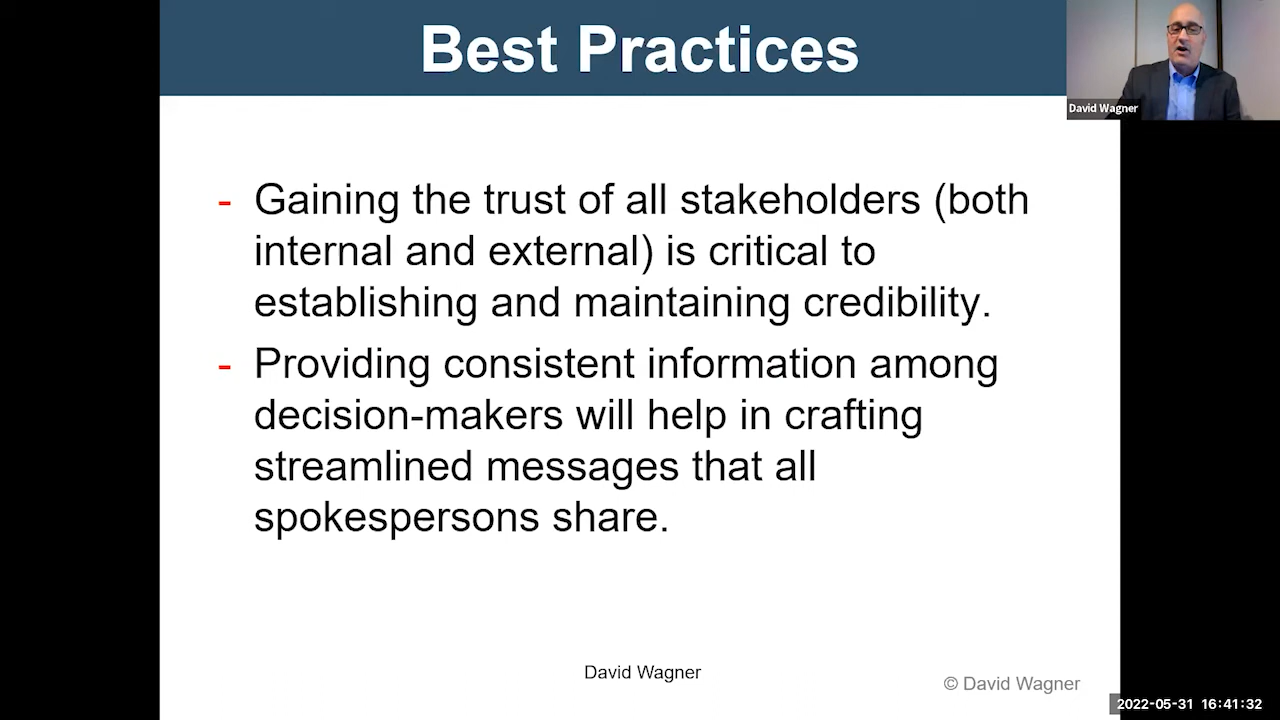 Best Practices
David Wagner
- Gaining the trust of all stakeholders (both
internal and external) is critical to
establishing and maintaining credibility.
- Providing consistent information among
decision-makers will help in crafting
streamlined messages that all
spokespersons share.
David Wagner
© David Wagner
2022-05-31 16:41:32